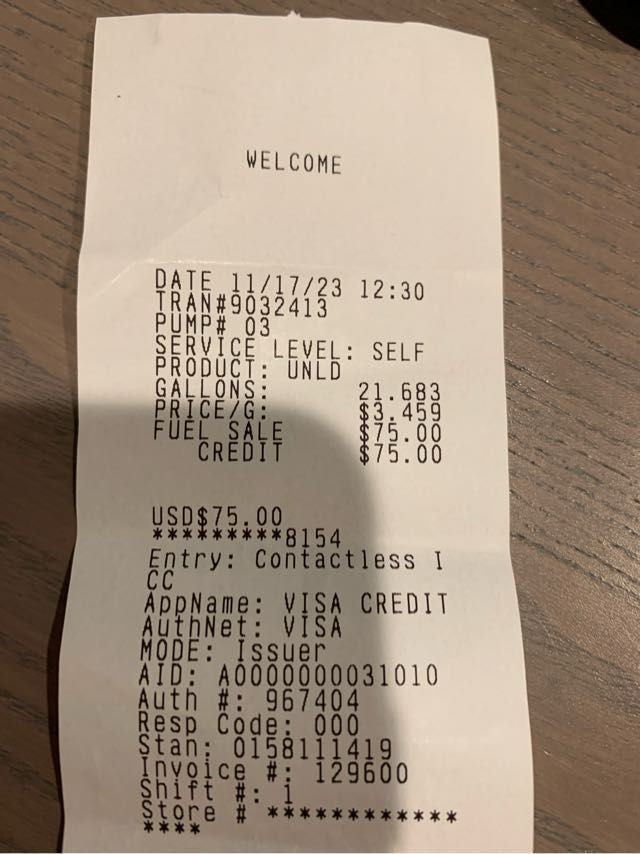 WELCOME
DATE 11/17/23 12:30
TRAN#9032413
PUMP# 03
SERVICE LEVEL: SELF
PRODUCT: UNLD
GALLONS: 21.683
PRICE/G: $3.459
FUEL SALE $75.00
CREDIT $75.00
USD$75.00
*********8154
Entry: Contactless I
CC
AppName: VISA CREDIT
AuthNet: VISA
MODE: Issuer
AID: A0000000031010
Auth #: 967404
Resp Code: 000
Stan: 0158111419
Invoice #: 129600
Shift #: 1
Store # ************
****